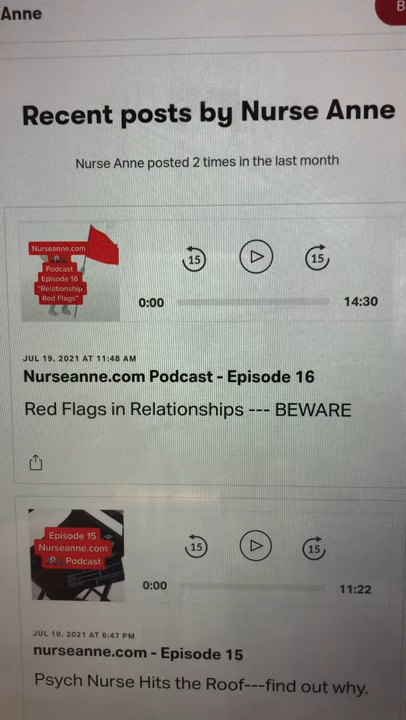 Anne
B
Recent posts by Nurse Anne
Nurse Anne posted 2 times in the last month
Nurseanne.com
Podcast
Episode 16
"Relationship
Red Flags"
15
15
0:00
14:30
JUL 19, 2021 AT 11:48 AM
Nurseanne.com Podcast - Episode 16
Red Flags in Relationships --- BEWARE
Episode 15
Nurseanne.com
Podcast
15
15
0:00
11:22
JUL 10, 2021 AT 6:47 PM
nurseanne.com - Episode 15
Psych Nurse Hits the Roof---find out why.